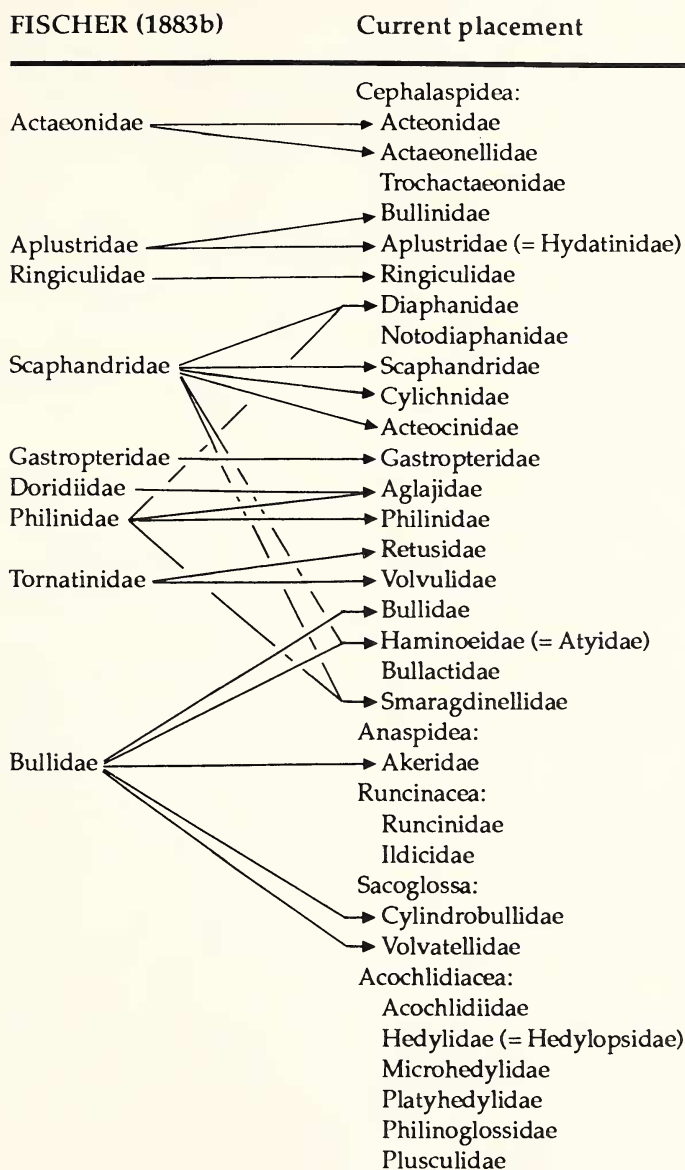 FISCHER (1883b) Current placement
Cephalaspidea:
Actaeonidae Acteonidae
Actaeonellidae
Trochactaeonidae
Bullinidae
Aplustridae Aplustridae (= Hydatinidae)
Ringiculidae Ringiculidae
Diaphanidae
Notodiaphanidae
Scaphandridae Scaphandridae
Cylichnidae
Acteocinidae
Gastropteridae Gastropteridae
Doridiidae Aglajidae
Philinidae Philinidae
Retusidae
Tornatinidae Volvulidae
Bullidae
Haminoeidae (= Atyidae)
Bullactidae
Smaragdinellidae
Anaspidea:
Bullidae Akeridae
Runcinacea:
Runcinidae
Ildicidae
Sacoglossa:
Cylindrobullidae
Volvatellidae
Acochlidiacea:
Acochlidiidae
Hedylidae (= Hedylopsidae)
Microhedylidae
Platyhedylidae
Philinoglossidae
Plusculidae